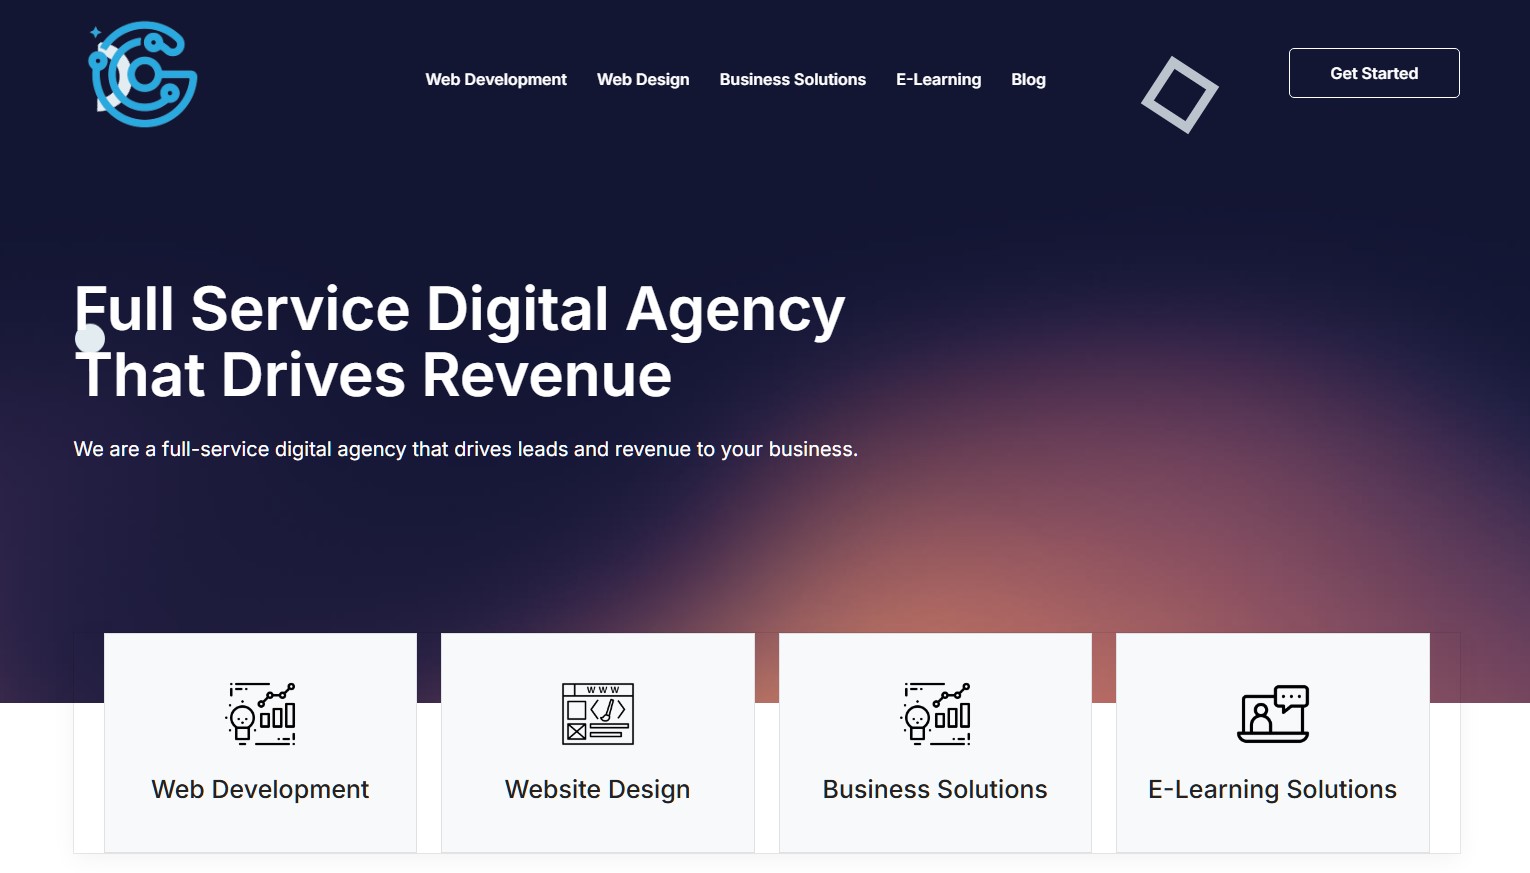 Web Development
Web Design
Business Solutions
E-Learning
Blog
Get Started
Full Service Digital Agency
That Drives Revenue
We are a full-service digital agency that drives leads and revenue to your business.
WWW
Web Development
Website Design
Business Solutions
E-Learning Solutions